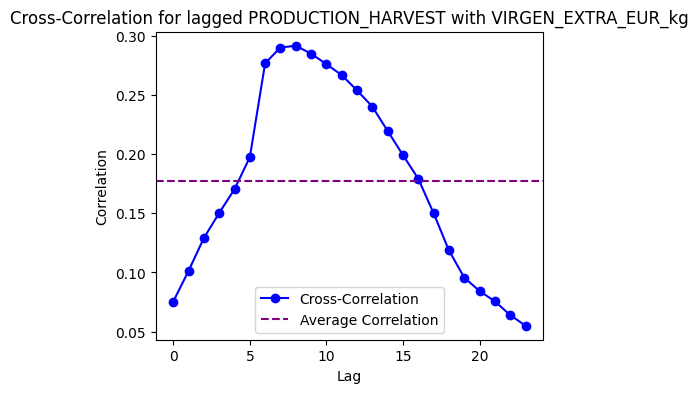 Cross-Correlation for lagged PRODUCTION_HARVEST with VIRGEN_EXTRA_EUR_kg
0.30
0.25
0.20
0.15
0.10
0.05
Correlation
Cross-Correlation
Average Correlation
0 5 10 15 20
Lag